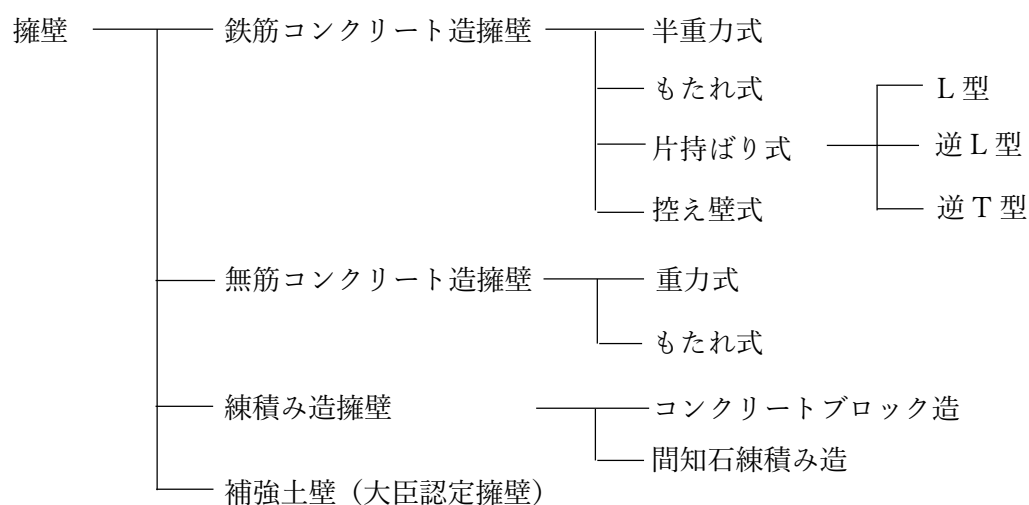 擁壁
鉄筋コンクリート造擁壁
半重力式
もたれ式
片持ばり式
L 型
逆 L 型
逆 T 型
控え壁式
無筋コンクリート造擁壁
重力式
もたれ式
練積み造擁壁
コンクリートブロック造
間知石練積み造
補強土壁（大臣認定擁壁）